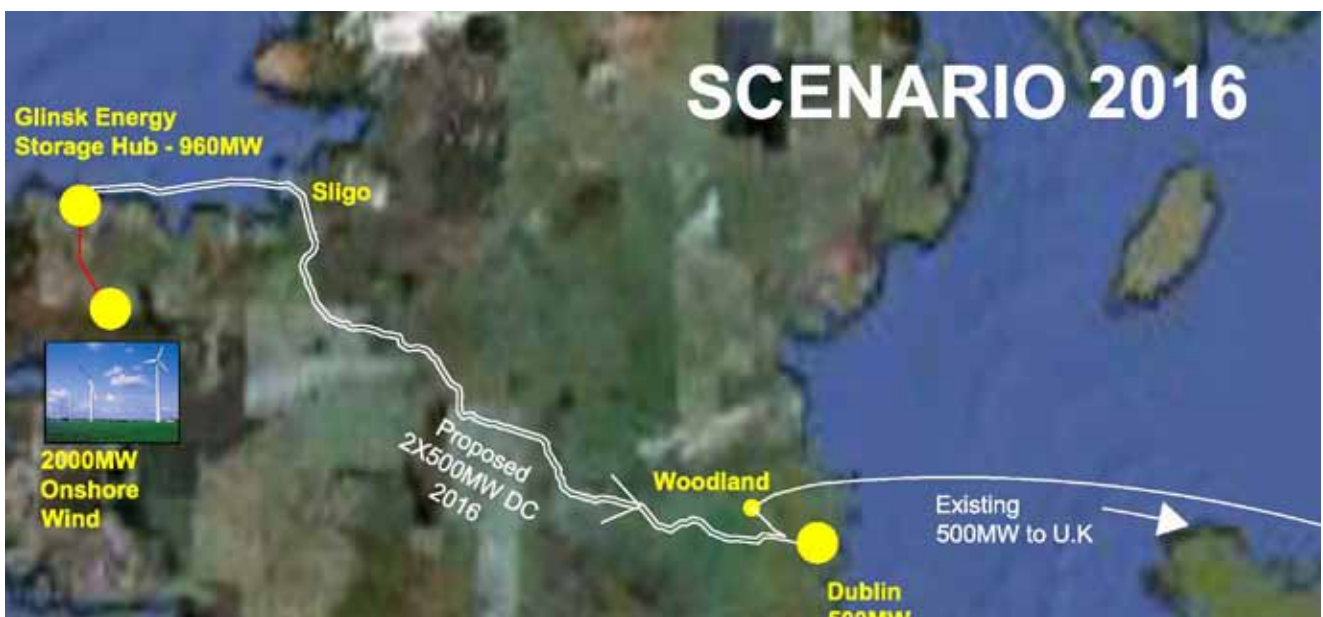 SCENARIO 2016
Glinsk Energy
Storage Hub - 960MW
Sligo
2000MW
Onshore
Wind
Proposed
2X500MW DC
2016
Woodland
Existing
500MW to U.K
Dublin
500MW